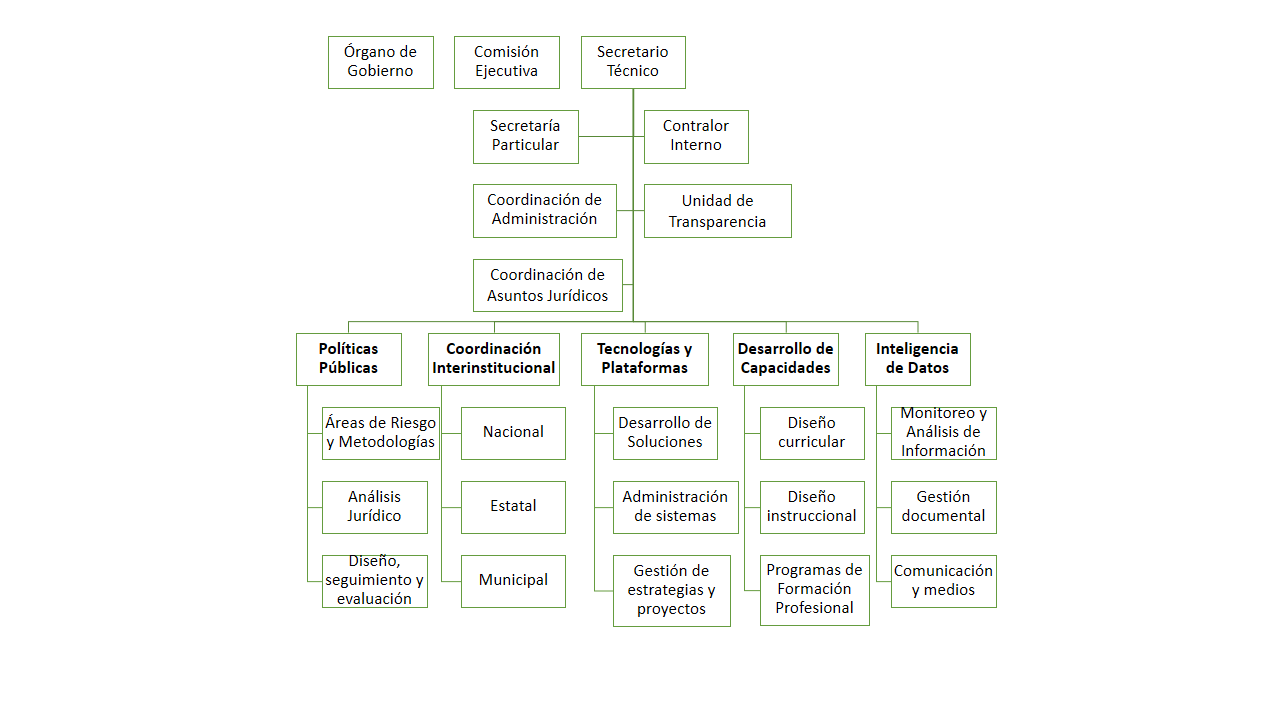 Órgano de
Gobierno
Comisión
Ejecutiva
Secretario
Técnico
Secretaría
Particular
Contralor
Interno
Coordinación de
Administración
Unidad de
Transparencia
Coordinación de
Asuntos Jurídicos
Políticas
Públicas
Coordinación
Interinstitucional
Tecnologías y
Plataformas
Desarrollo de
Capacidades
Inteligencia
de Datos
Áreas de Riesgo
y Metodologías
Nacional
Desarrollo de
Soluciones
Diseño
curricular
Monitoreo y
Análisis de
Información
Análisis
Jurídico
Estatal
Administración
de sistemas
Diseño
instruccional
Gestión
documental
Diseño,
seguimiento y
evaluación
Municipal
Gestión de
estrategias y
proyectos
Programas de
Formación
Profesional
Comunicación
y medios